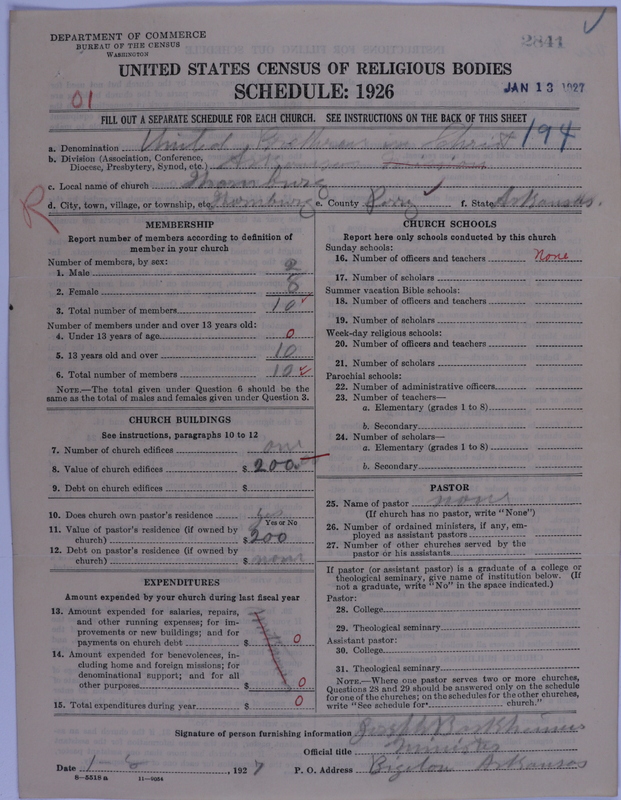 DEPARTMENT OF COMMERCE
BUREAU OF THE CENSUS
WASHINGTON
2844
UNITED STATES CENSUS OF RELIGIOUS BODIES
SCHEDULE: 1926
JAN 13 1927
01
FILL OUT A SEPARATE SCHEDULE FOR EACH CHURCH. SEE INSTRUCTIONS ON THE BACK OF THIS SHEET
194
a. Denomination United Brethren in Christ
b. Division (Association, Conference, Diocese, Presbytery, Synod, etc.) Arkansas Missions
c. Local name of church Thornburg
d. City, town, village, or township, etc. Thornburg e. County Perry f. State Arkansas.
R
MEMBERSHIP
Report number of members according to definition of
member in your church
Number of members, by sex:
1. Male 2
2. Female 8
3. Total number of members 10
Number of members under and over 13 years old:
4. Under 13 years of age 0
5. 13 years old and over 10
6. Total number of members 10
NOTE.—The total given under Question 6 should be the
same as the total of males and females given under Question 3.
CHURCH BUILDINGS
See instructions, paragraphs 10 to 12
7. Number of church edifices one
8. Value of church edifices $ 200
9. Debt on church edifices $
10. Does church own pastor's residence yes
Yes or No
11. Value of pastor's residence (if owned by
church) $ 200
12. Debt on pastor's residence (if owned by
church) $ none
EXPENDITURES
Amount expended by your church during last fiscal year
13. Amount expended for salaries, repairs,
and other running expenses; for im-
provements or new buildings; and for
payments on church debt $ 0
14. Amount expended for benevolences, in-
cluding home and foreign missions; for
denominational support; and for all
other purposes $ 0
15. Total expenditures during year $ 0
CHURCH SCHOOLS
Report here only schools conducted by this church
Sunday schools:
16. Number of officers and teachers None
17. Number of scholars
Summer vacation Bible schools:
18. Number of officers and teachers
19. Number of scholars
Week-day religious schools:
20. Number of officers and teachers
21. Number of scholars
Parochial schools:
22. Number of administrative officers
23. Number of teachers—
a. Elementary (grades 1 to 8)
b. Secondary
24. Number of scholars—
a. Elementary (grades 1 to 8)
b. Secondary
PASTOR
25. Name of pastor none
(If church has no pastor, write "None")
26. Number of ordained ministers, if any, em-
ployed as assistant pastors
27. Number of other churches served by the
pastor or his assistants
If pastor (or assistant pastor) is a graduate of a college or
theological seminary, give name of institution below. (If
not a graduate, write "No" in the space indicated.)
Pastor:
28. College
29. Theological seminary
Assistant pastor:
30. College
31. Theological seminary
NOTE.—Where one pastor serves two or more churches,
Questions 28 and 29 should be answered only on the schedule
for one of the churches; on the schedules for the other churches,
write "See schedule for church."
Signature of person furnishing information Joseph
Official title Minister
Date 1-8, 1927 P. O. Address Bigelow Arkansas
8—5518 a 11—9054